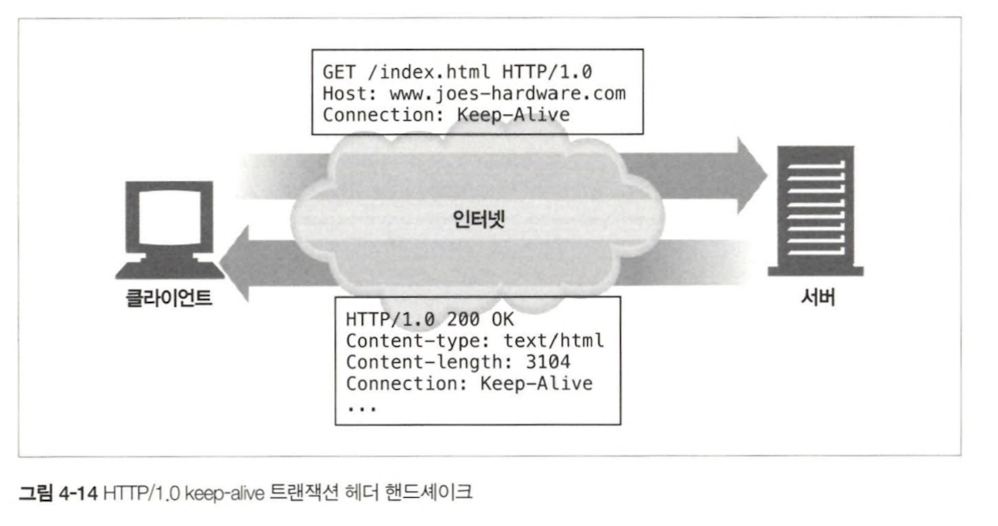 GET /index.html HTTP/1.0
Host: www.joes-hardware.com
Connection: Keep-Alive
인터넷
클라이언트
서버
HTTP/1.0 200 OK
Content-type: text/html
Content-length: 3104
Connection: Keep-Alive
...
그림 4-14 HTTP/1.0 keep-alive 트랜잭션 헤더 핸드셰이크